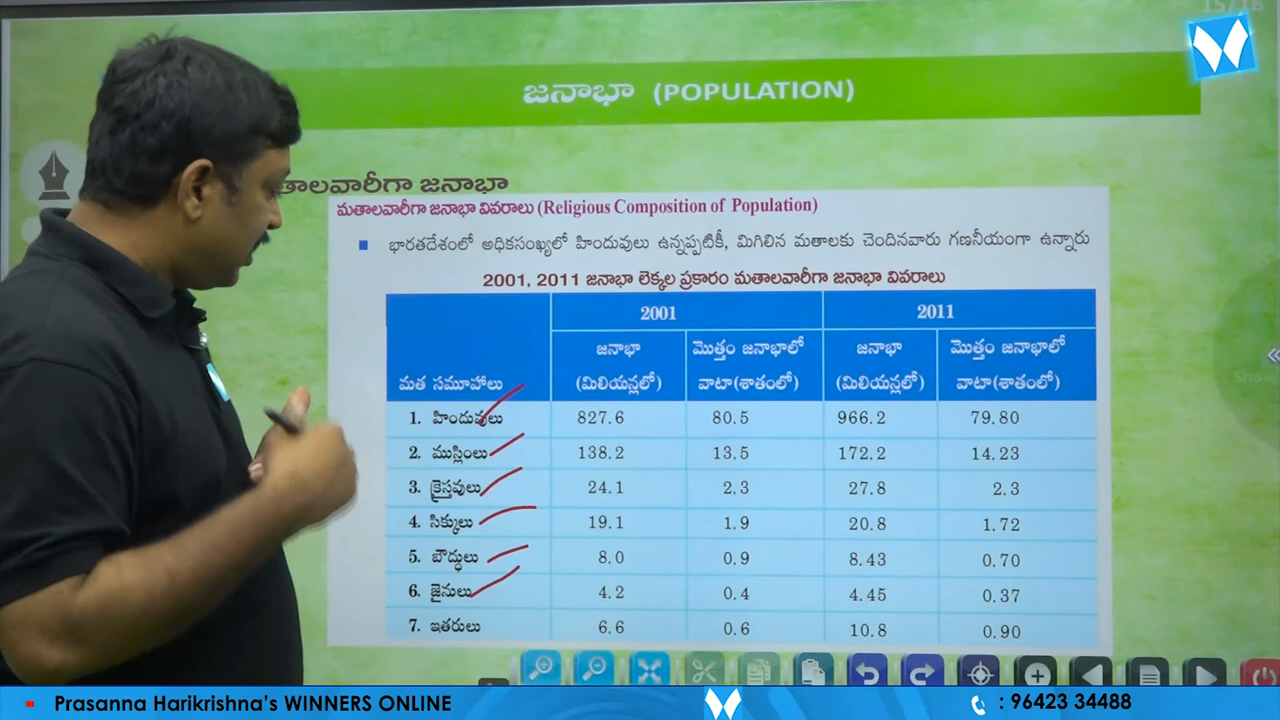 15/18
జనాభా (POPULATION)
తాలవారీగా జనాభా
మతాలవారీగా జనాభా వివరాలు (Religious Composition of Population)
■ భారతదేశంలో అధికసంఖ్యలో హిందువులు ఉన్నప్పటికీ, మిగిలిన మతాలకు చెందినవారు గణనీయంగా ఉన్నారు
2001, 2011 జనాభా లెక్కల ప్రకారం మతాలవారీగా జనాభా వివరాలు
మత సమూహాలు 2001 2011
జనాభా (మిలియన్లలో) మొత్తం జనాభాలో వాటా(శాతంలో) జనాభా (మిలియన్లలో) మొత్తం జనాభాలో వాటా(శాతంలో)
1. హిందువులు 827.6 80.5 966.2 79.80
2. ముస్లింలు 138.2 13.5 172.2 14.23
3. క్రైస్తవులు 24.1 2.3 27.8 2.3
4. సిక్కులు 19.1 1.9 20.8 1.72
5. బౌద్ధులు 8.0 0.9 8.43 0.70
6. జైనులు 4.2 0.4 4.45 0.37
7. ఇతరులు 6.6 0.6 10.8 0.90
Prasanna Harikrishna's WINNERS ONLINE : 96423 34488